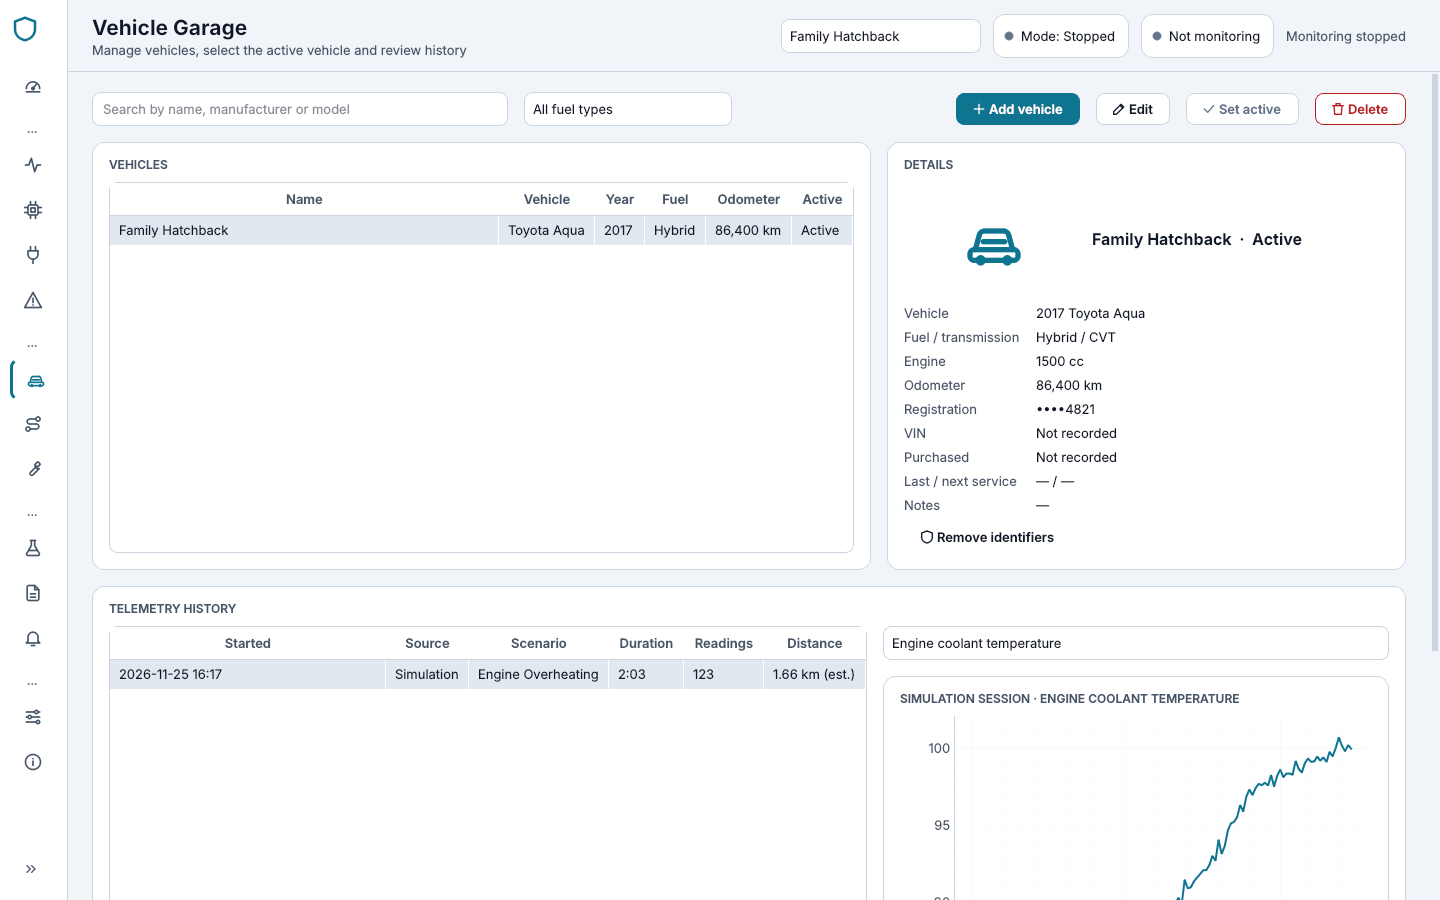 Vehicle Garage
Manage vehicles, select the active vehicle and review history
Family Hatchback
Mode: Stopped
Not monitoring
Monitoring stopped
Search by name, manufacturer or model
All fuel types
Add vehicle
Edit
Set active
Delete
VEHICLES
Name Vehicle Year Fuel Odometer Active
Family Hatchback Toyota Aqua 2017 Hybrid 86,400 km Active
DETAILS
Family Hatchback · Active
Vehicle 2017 Toyota Aqua
Fuel / transmission Hybrid / CVT
Engine 1500 cc
Odometer 86,400 km
Registration ••••4821
VIN Not recorded
Purchased Not recorded
Last / next service — / —
Notes —
Remove identifiers
TELEMETRY HISTORY
Started Source Scenario Duration Readings Distance
2026-11-25 16:17 Simulation Engine Overheating 2:03 123 1.66 km (est.)
Engine coolant temperature
SIMULATION SESSION · ENGINE COOLANT TEMPERATURE
100
95
...
...
...
...